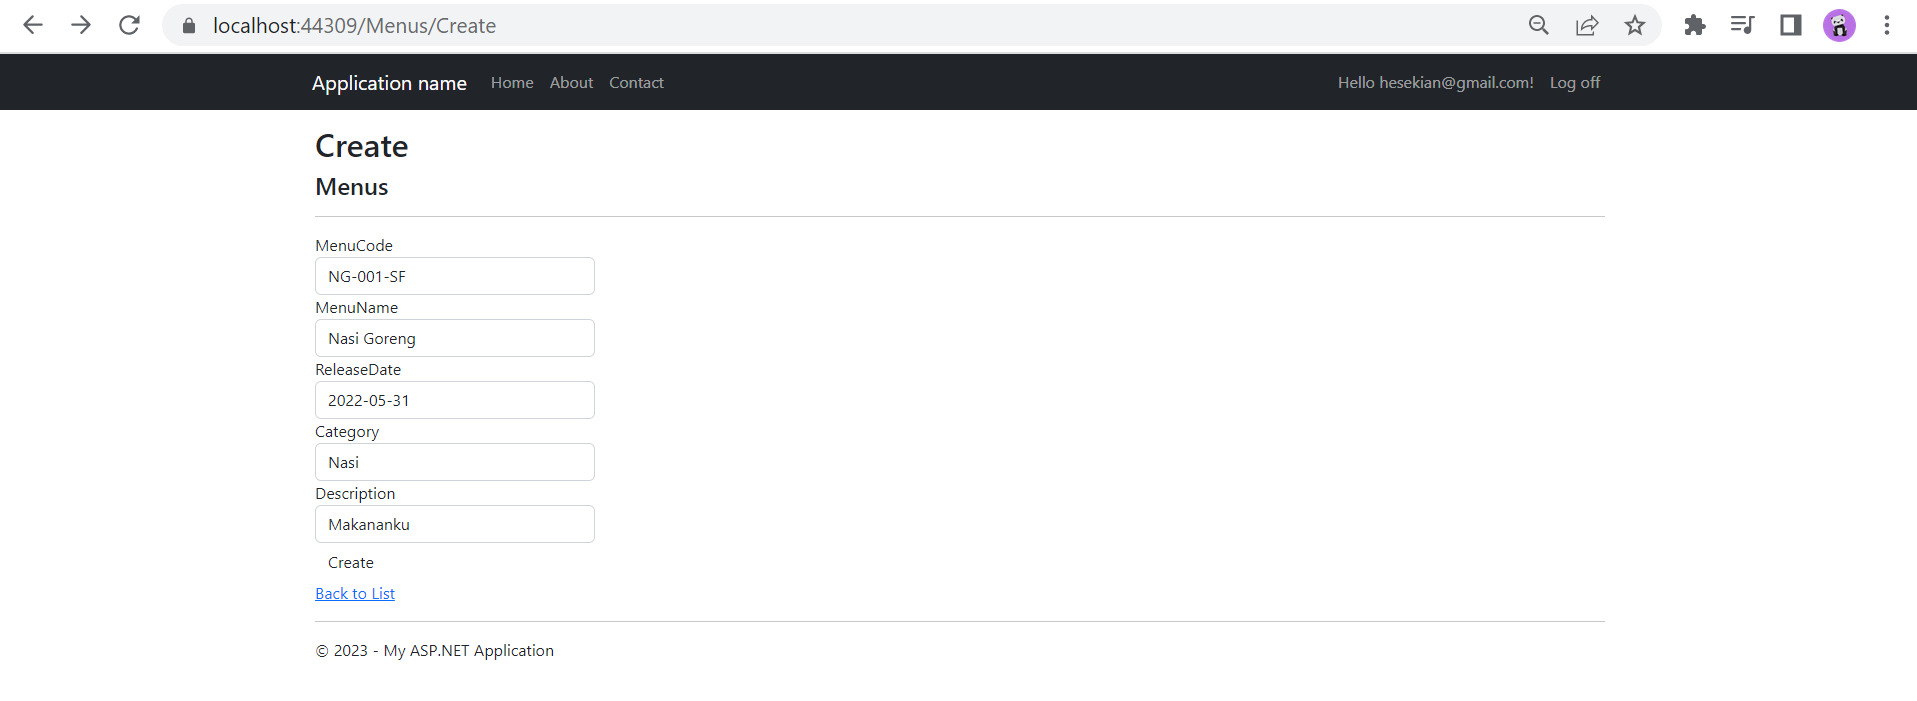 localhost:44309/Menus/Create
Application name Home About Contact Hello hesekian@gmail.com! Log off
Create
Menus
MenuCode
NG-001-SF
MenuName
Nasi Goreng
ReleaseDate
2022-05-31
Category
Nasi
Description
Makananku
Create
Back to List
© 2023 - My ASP.NET Application